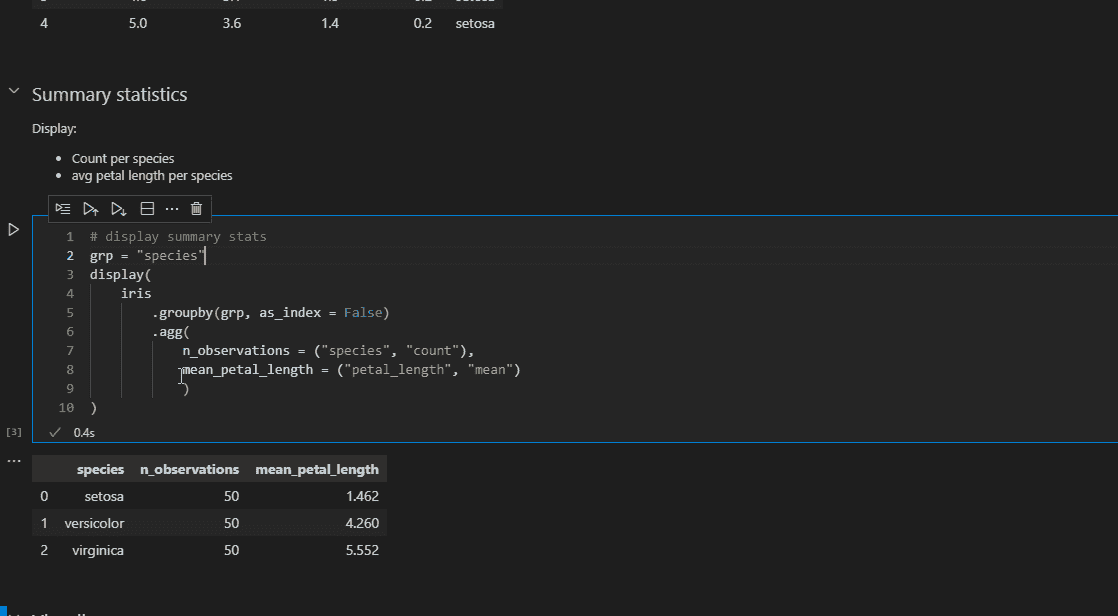 4 5.0 3.6 1.4 0.2 setosa
Summary statistics
Display:
• Count per species
• avg petal length per species
1 # display summary stats
2 grp = "species"
3 display(
4 iris
5 .groupby(grp, as_index = False)
6 .agg(
7 n_observations = ("species", "count"),
8 mean_petal_length = ("petal_length", "mean")
9 )
10 )
[3] 0.4s
species n_observations mean_petal_length
0 setosa 50 1.462
1 versicolor 50 4.260
2 virginica 50 5.552